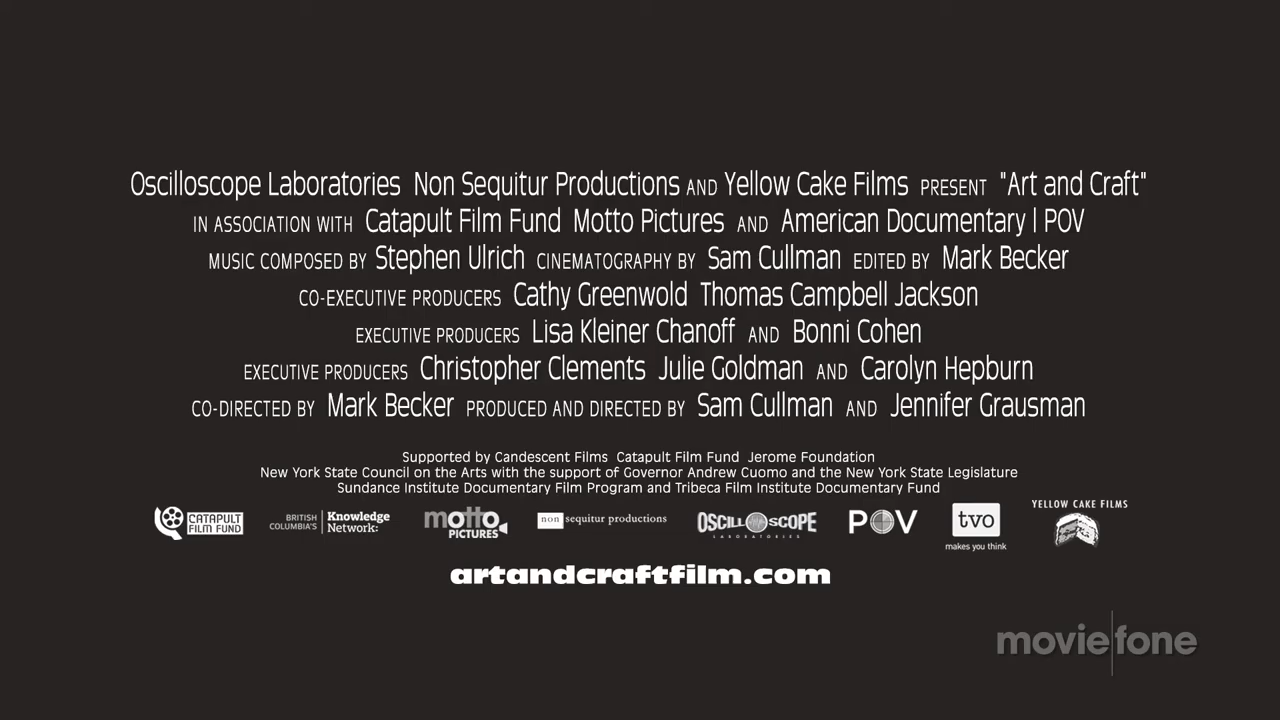 Oscilloscope Laboratories Non Sequitur Productions AND Yellow Cake Films PRESENT "Art and Craft"
IN ASSOCIATION WITH Catapult Film Fund Motto Pictures AND American Documentary | POV
MUSIC COMPOSED BY Stephen Ulrich CINEMATOGRAPHY BY Sam Cullman EDITED BY Mark Becker
CO-EXECUTIVE PRODUCERS Cathy Greenwold Thomas Campbell Jackson
EXECUTIVE PRODUCERS Lisa Kleiner Chanoff AND Bonni Cohen
EXECUTIVE PRODUCERS Christopher Clements Julie Goldman AND Carolyn Hepburn
CO-DIRECTED BY Mark Becker PRODUCED AND DIRECTED BY Sam Cullman AND Jennifer Grausman
Supported by Candescent Films Catapult Film Fund Jerome Foundation
New York State Council on the Arts with the support of Governor Andrew Cuomo and the New York State Legislature
Sundance Institute Documentary Film Program and Tribeca Film Institute Documentary Fund
CATAPULT
FILM FUND
BRITISH
COLUMBIA'S
Knowledge
Network:
motto
PICTURES
non sequitur productions
OSCILLOSCOPE
LABORATORIES
POV
tvo
makes you think
YELLOW CAKE FILMS
artandcraftfilm.com
moviefone